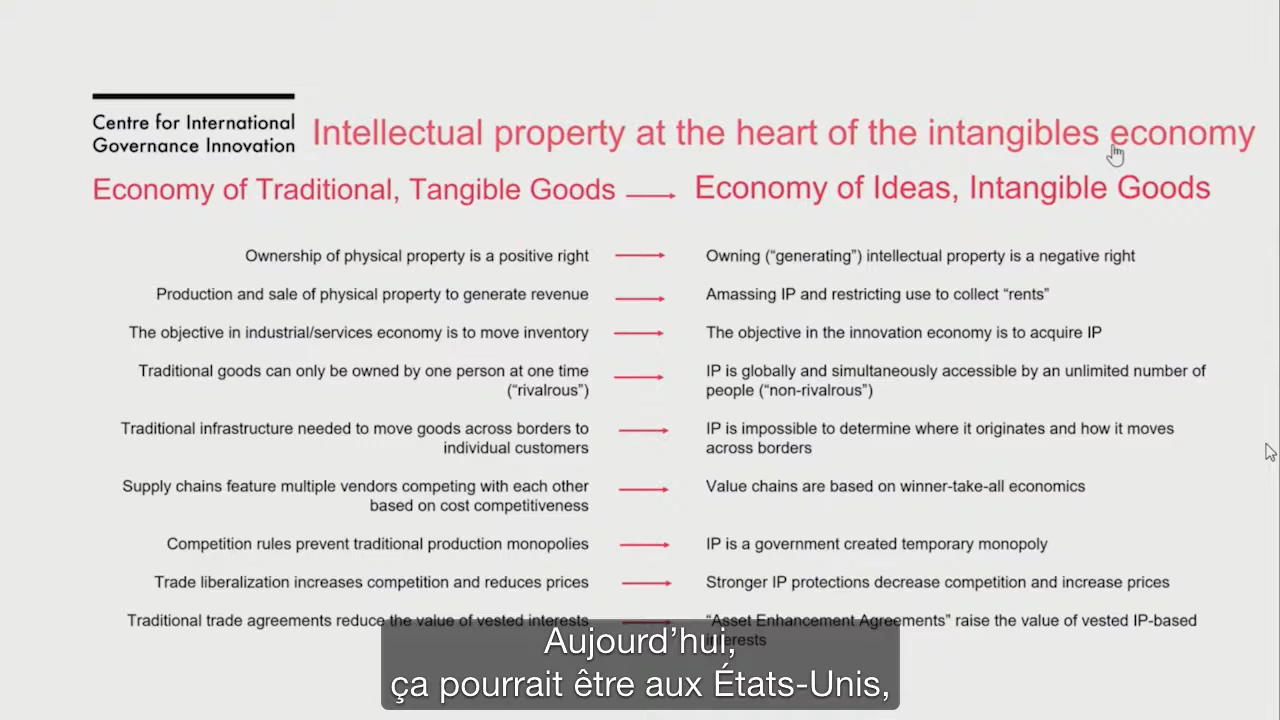 Centre for International
Governance Innovation
Intellectual property at the heart of the intangibles economy
Economy of Traditional, Tangible Goods
Economy of Ideas, Intangible Goods
Ownership of physical property is a positive right
Owning (“generating”) intellectual property is a negative right
Production and sale of physical property to generate revenue
Amassing IP and restricting use to collect “rents”
The objective in industrial/services economy is to move inventory
The objective in the innovation economy is to acquire IP
Traditional goods can only be owned by one person at one time
(“rivalrous”)
IP is globally and simultaneously accessible by an unlimited number of
people (“non-rivalrous”)
Traditional infrastructure needed to move goods across borders to
individual customers
IP is impossible to determine where it originates and how it moves
across borders
Supply chains feature multiple vendors competing with each other
based on cost competitiveness
Value chains are based on winner-take-all economics
Competition rules prevent traditional production monopolies
IP is a government created temporary monopoly
Trade liberalization increases competition and reduces prices
Stronger IP protections decrease competition and increase prices
Traditional trade agreements reduce the value of vested interests
“Asset Enhancement Agreements” raise the value of vested IP-based
interests
Aujourd’hui,
ça pourrait être aux États-Unis,